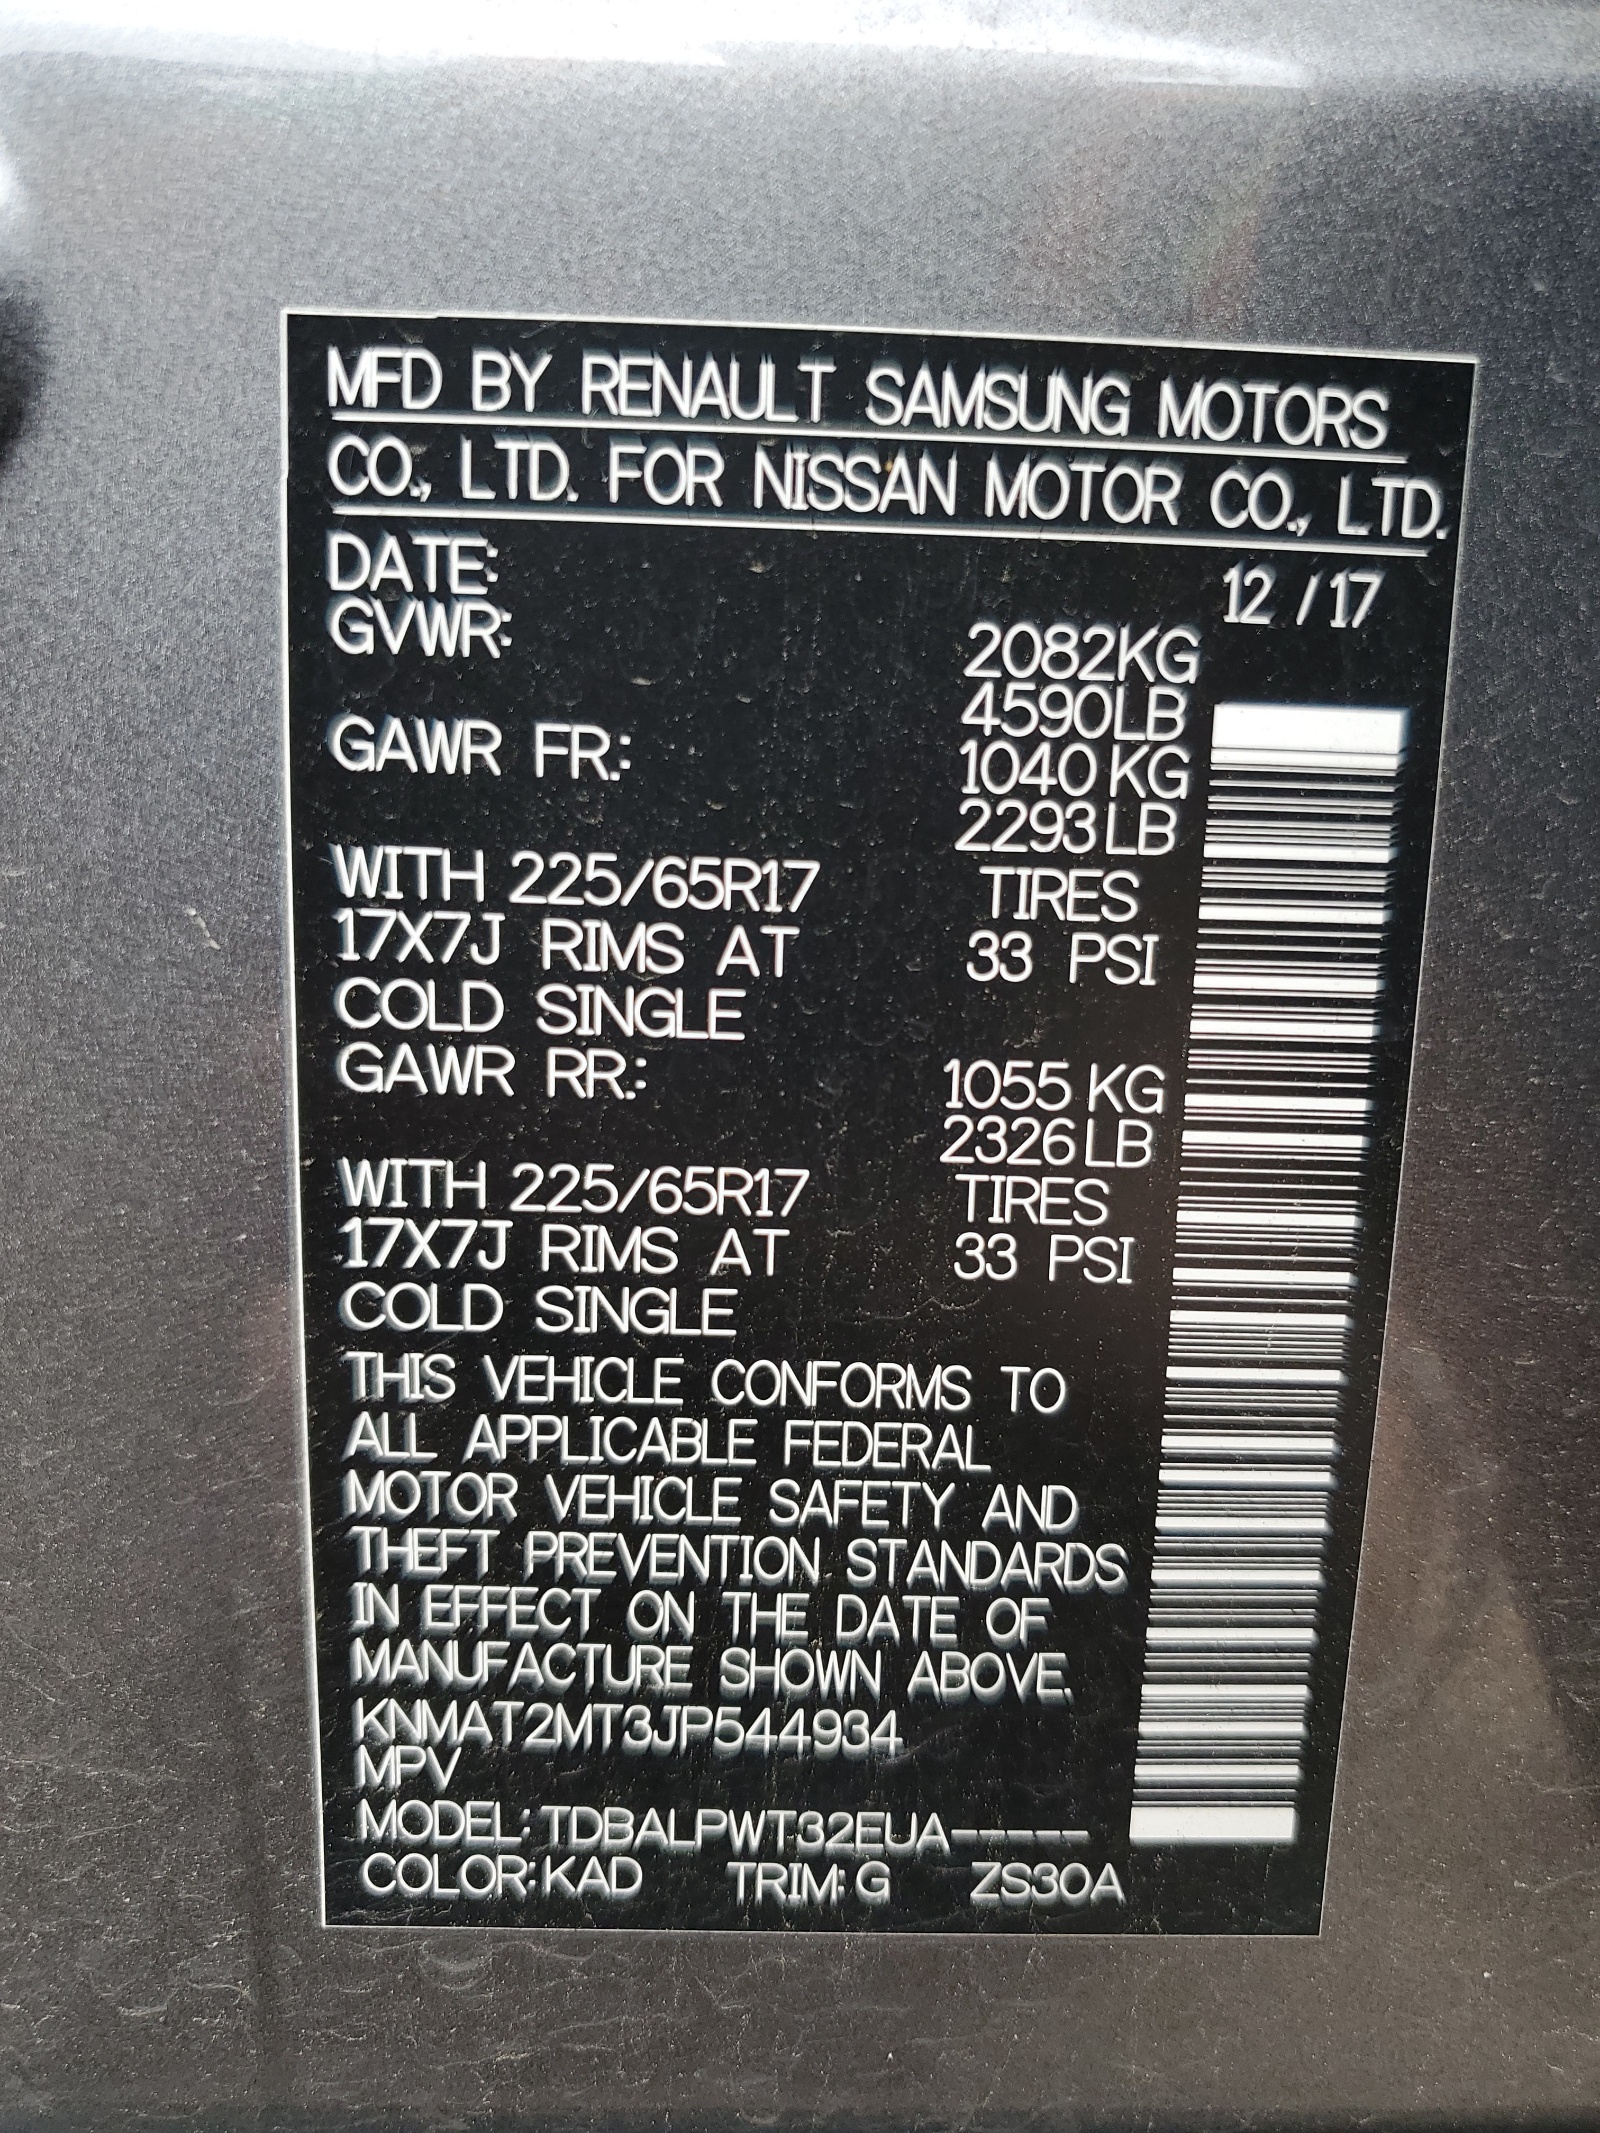 MFD BY RENAULT SAMSUNG MOTORS
CO., LTD. FOR NISSAN MOTOR CO., LTD.
DATE: 12 / 17
GVWR: 2082KG
4590LB
GAWR FR.: 1040 KG
2293 LB
WITH 225/65R17 TIRES
17X7J RIMS AT 33 PSI
COLD SINGLE
GAWR RR.: 1055 KG
2326 LB
WITH 225/65R17 TIRES
17X7J RIMS AT 33 PSI
COLD SINGLE
THIS VEHICLE CONFORMS TO
ALL APPLICABLE FEDERAL
MOTOR VEHICLE SAFETY AND
THEFT PREVENTION STANDARDS
IN EFFECT ON THE DATE OF
MANUFACTURE SHOWN ABOVE.
KNMAT2MT3JP544934
MPV
MODEL: TDBALPWT32EUA-----
COLOR: KAD TRIM: G ZS30A